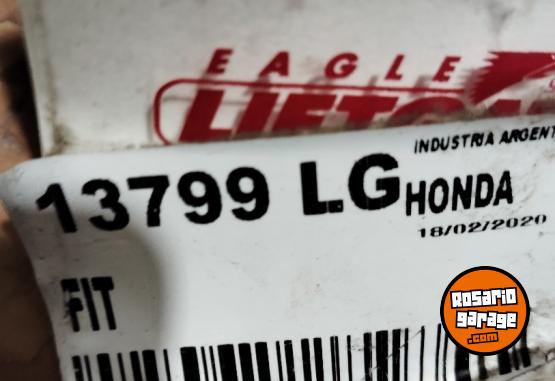 EAGLE
INDUSTRIA ARGENT
13799 LG HONDA
18/02/2020
FIT
Rosario
garage
.com